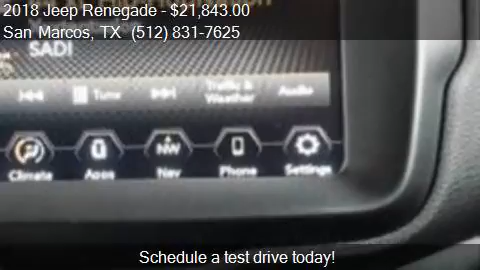 2018 Jeep Renegade - $21,843.00
San Marcos, TX (512) 831-7625
SADI
Tune
Traffic &
Weather
Audio
NW
Climate
Apps
Nav
Phone
Settings
Schedule a test drive today!